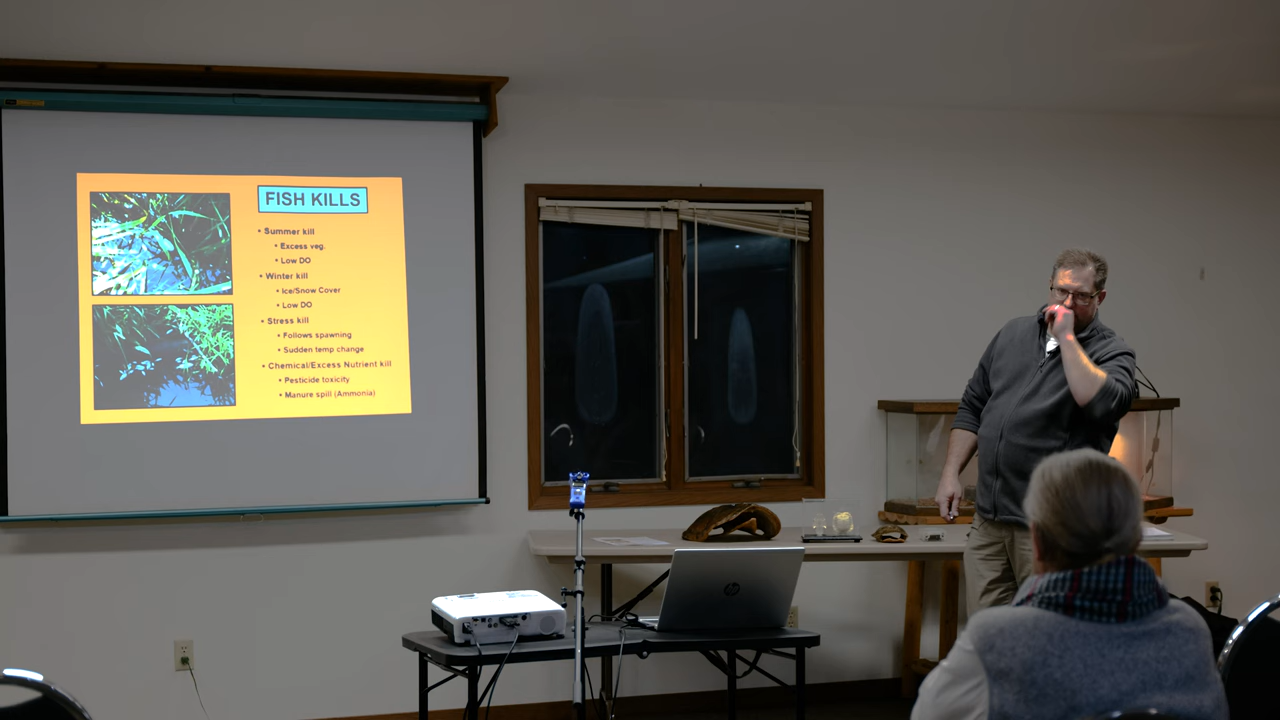 FISH KILLS
• Summer kill
• Excess veg.
• Low DO
• Winter kill
• Ice/Snow Cover
• Low DO
• Stress kill
• Follows spawning
• Sudden temp change
• Chemical/Excess Nutrient kill
• Pesticide toxicity
• Manure spill (Ammonia)
hp